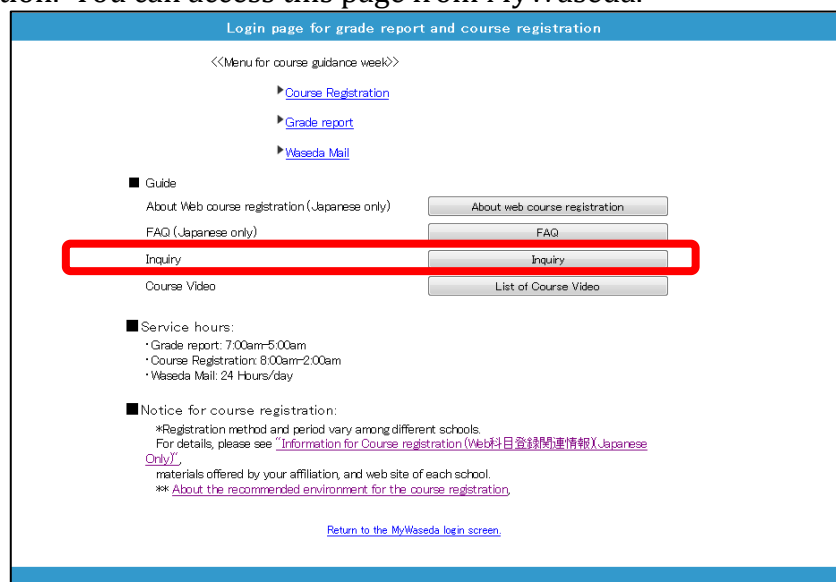 tion. You can access this page from MyWaseda.
Login page for grade report and course registration
<<Menu for course guidance week>>
Course Registration
Grade report
Waseda Mail
■ Guide
About Web course registration (Japanese only) About web course registration
FAQ (Japanese only) FAQ
Inquiry Inquiry
Course Video List of Course Video
■Service hours:
・Grade report: 7:00am-5:00am
・Course Registration: 8:00am-2:00am
・Waseda Mail: 24 Hours/day
■Notice for course registration:
*Registration method and period vary among different schools.
For details, please see "Information for Course registration (Web科目登録関連情報)(Japanese
Only)",
materials offered by your affiliation, and web site of each school.
** About the recommended environment for the course registration,
Return to the MyWaseda login screen.